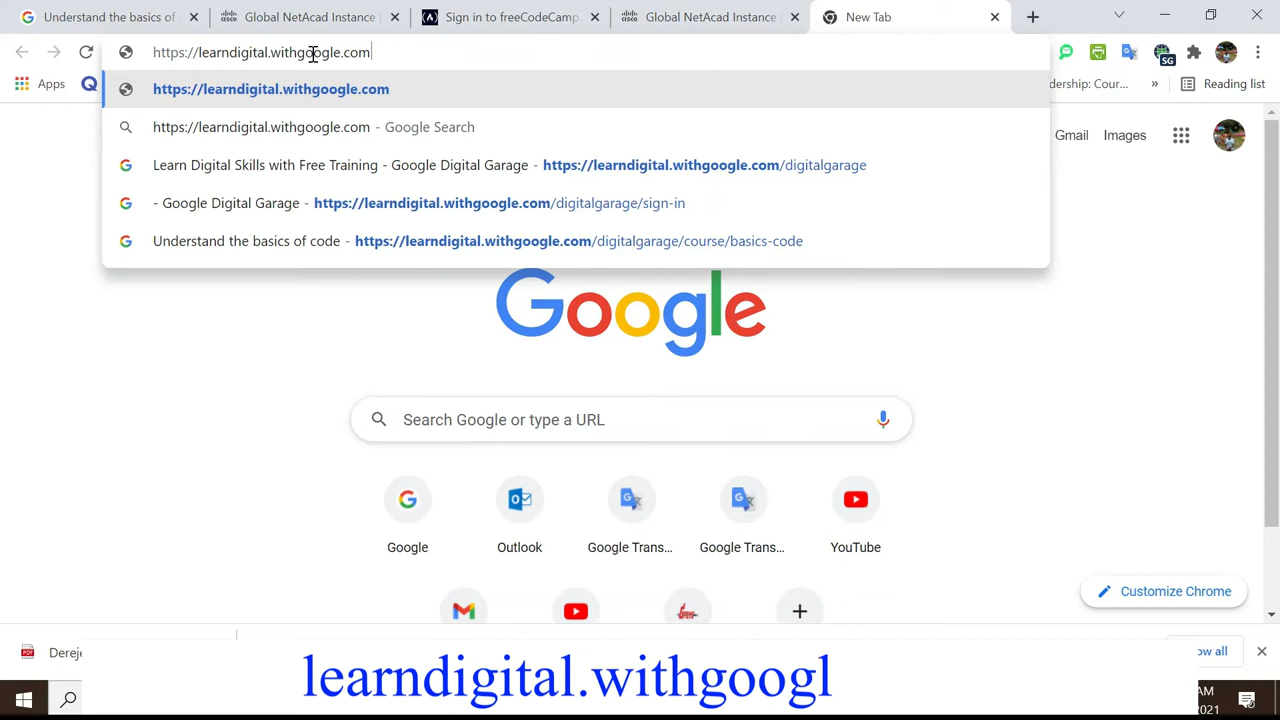 Understand the basics of
Global NetAcad Instance
Sign in to freeCodeCamp.
Global NetAcad Instance
New Tab
https://learndigital.withgoogle.com
SG
Apps
dership: Cour...
»
Reading list
https://learndigital.withgoogle.com
https://learndigital.withgoogle.com - Google Search
Learn Digital Skills with Free Training - Google Digital Garage - https://learndigital.withgoogle.com/digitalgarage
- Google Digital Garage - https://learndigital.withgoogle.com/digitalgarage/sign-in
Understand the basics of code - https://learndigital.withgoogle.com/digitalgarage/course/basics-code
Gmail Images
Google
Search Google or type a URL
Google
Outlook
Google Trans...
Google Trans...
YouTube
Customize Chrome
Dereje
ow all
learndigital.withgoogl
AM
2021